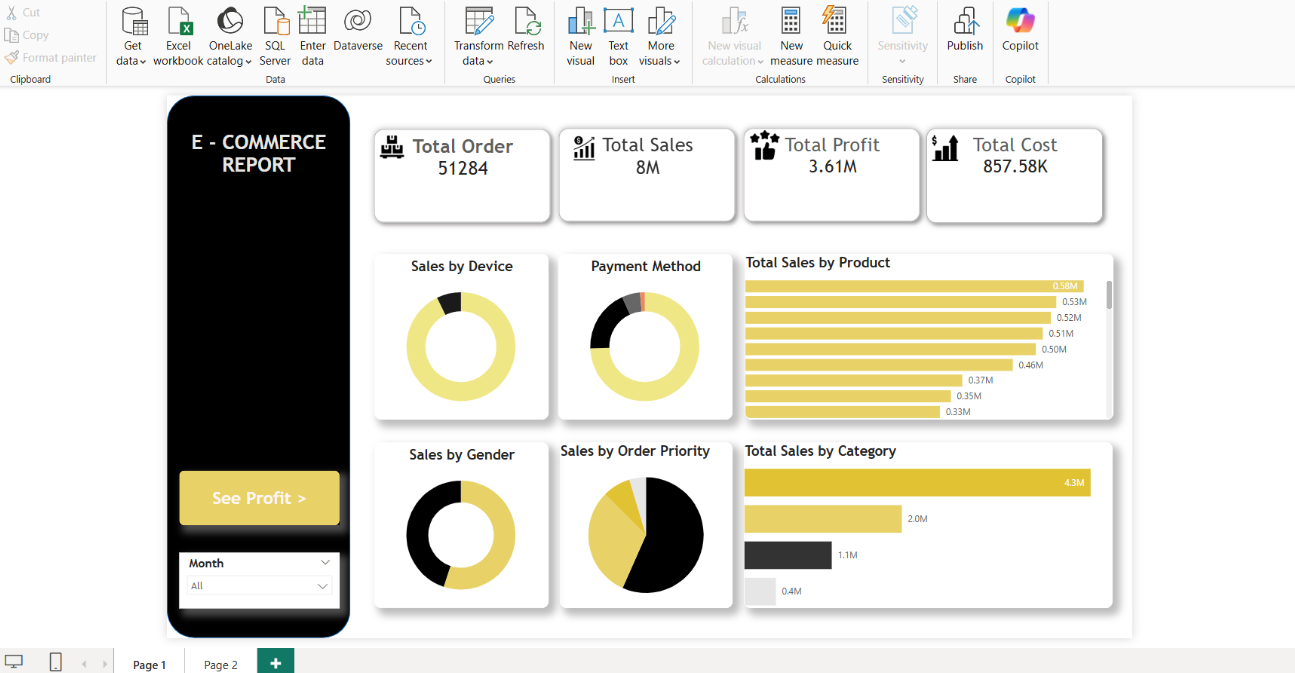 Cut
Copy
Format painter
Clipboard
Get data
Excel workbook
OneLake catalog
SQL Server
Enter data
Dataverse
Recent sources
Data
Transform data
Refresh
Queries
New visual
Text box
More visuals
Insert
New visual calculation
New measure
Quick measure
Calculations
Sensitivity
Sensitivity
Publish
Share
Copilot
Copilot
E - COMMERCE
REPORT
Total Order
51284
Total Sales
8M
Total Profit
3.61M
Total Cost
857.58K
Sales by Device
Payment Method
Total Sales by Product
0.58M
0.53M
0.52M
0.51M
0.50M
0.46M
0.37M
0.35M
0.33M
See Profit >
Month
All
Sales by Gender
Sales by Order Priority
Total Sales by Category
4.3M
2.0M
1.1M
0.4M
Page 1
Page 2